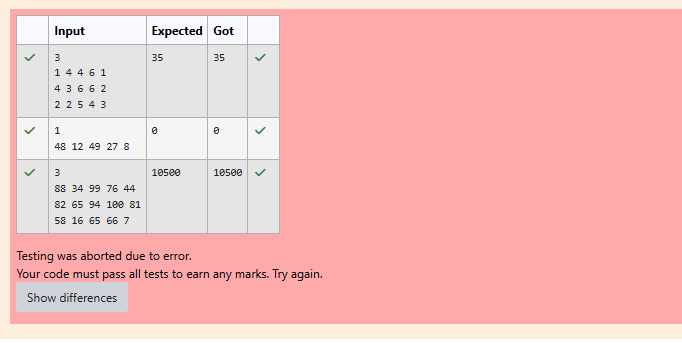 Input Expected Got
3 35 35
1 4 4 6 1
4 3 6 6 2
2 2 5 4 3
1 0 0
48 12 49 27 8
3 10500 10500
88 34 99 76 44
82 65 94 100 81
58 16 65 66 7
Testing was aborted due to error.
Your code must pass all tests to earn any marks. Try again.
Show differences